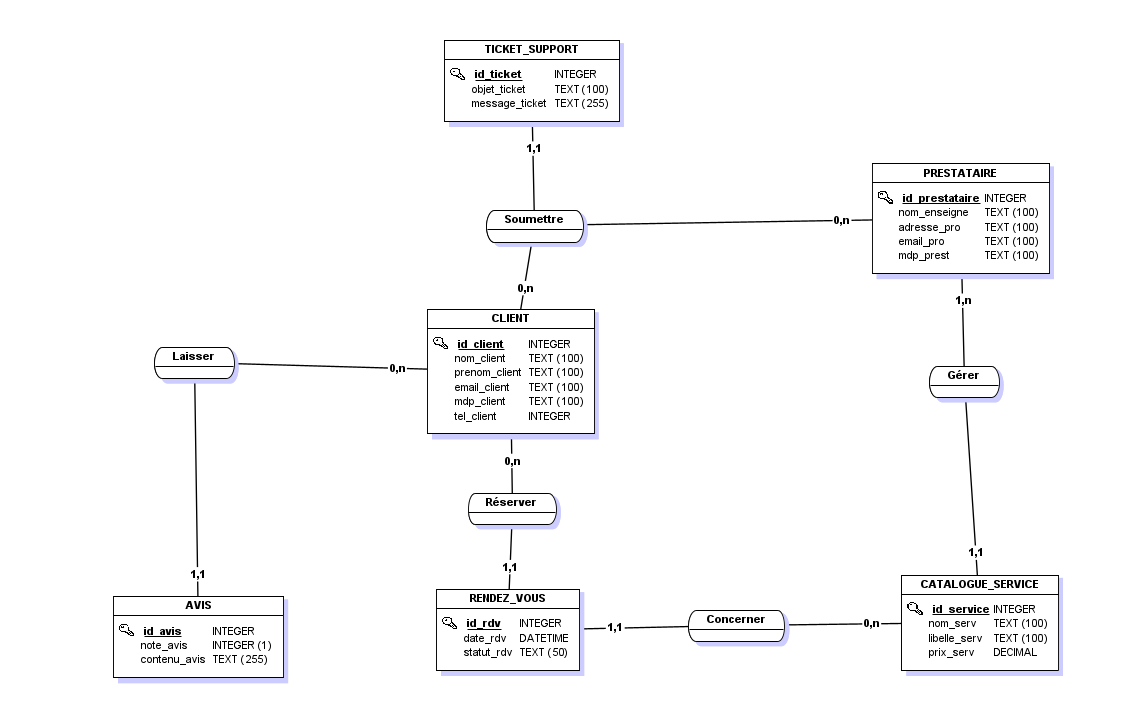 TICKET_SUPPORT
id_ticket INTEGER
objet_ticket TEXT (100)
message_ticket TEXT (255)
1,1
Soumettre
0,n
0,n
PRESTATAIRE
id_prestataire INTEGER
nom_enseigne TEXT (100)
adresse_pro TEXT (100)
email_pro TEXT (100)
mdp_prest TEXT (100)
1,n
Gérer
1,1
CLIENT
id_client INTEGER
nom_client TEXT (100)
prenom_client TEXT (100)
email_client TEXT (100)
mdp_client TEXT (100)
tel_client INTEGER
Laisser
0,n
1,1
0,n
Réserver
1,1
AVIS
id_avis INTEGER
note_avis INTEGER (1)
contenu_avis TEXT (255)
RENDEZ_VOUS
id_rdv INTEGER
date_rdv DATETIME
statut_rdv TEXT (50)
1,1
Concerner
0,n
CATALOGUE_SERVICE
id_service INTEGER
nom_serv TEXT (100)
libelle_serv TEXT (100)
prix_serv DECIMAL